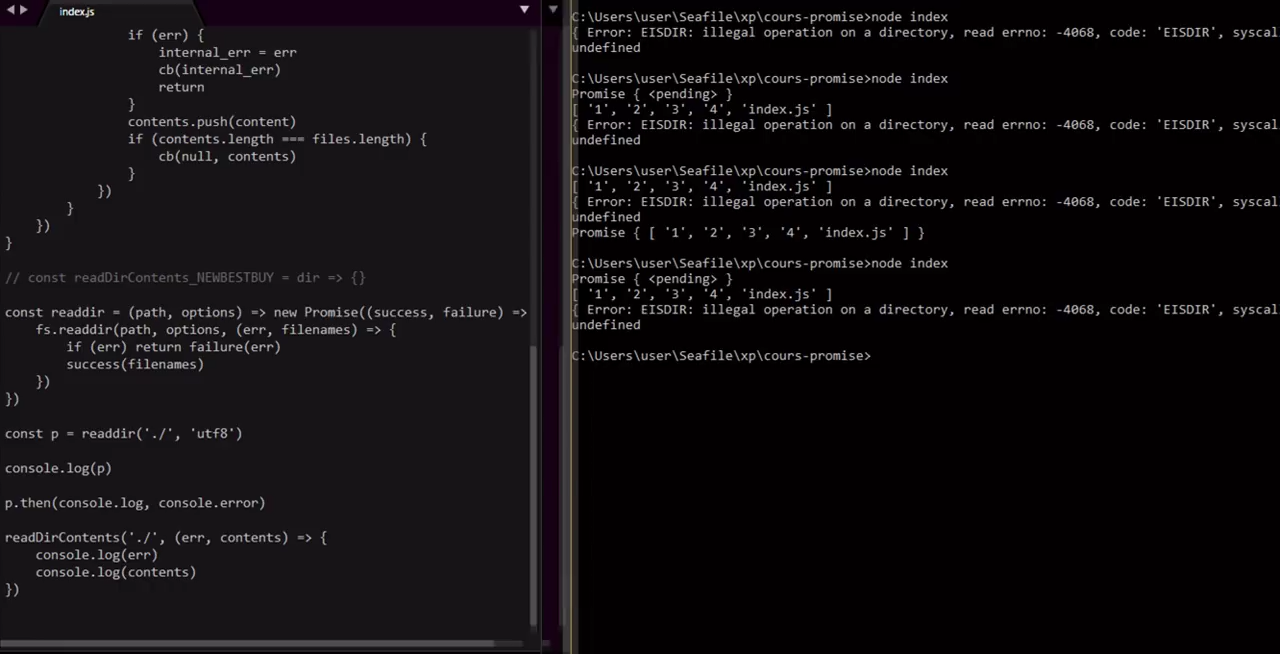 index.js
if (err) {
internal_err = err
cb(internal_err)
return
}
contents.push(content)
if (contents.length === files.length) {
cb(null, contents)
}
})
}
})
}
// const readDirContents_NEWBESTBUY = dir => {}
const readdir = (path, options) => new Promise((success, failure) =>
fs.readdir(path, options, (err, filenames) => {
if (err) return failure(err)
success(filenames)
})
})
const p = readdir('./', 'utf8')
console.log(p)
p.then(console.log, console.error)
readDirContents('./', (err, contents) => {
console.log(err)
console.log(contents)
})
C:\Users\user\Seafile\xp\cours-promise>node index
{ Error: EISDIR: illegal operation on a directory, read errno: -4068, code: 'EISDIR', syscal
undefined
C:\Users\user\Seafile\xp\cours-promise>node index
Promise { <pending> }
[ '1', '2', '3', '4', 'index.js' ]
{ Error: EISDIR: illegal operation on a directory, read errno: -4068, code: 'EISDIR', syscal
undefined
C:\Users\user\Seafile\xp\cours-promise>node index
[ '1', '2', '3', '4', 'index.js' ]
{ Error: EISDIR: illegal operation on a directory, read errno: -4068, code: 'EISDIR', syscal
undefined
Promise { [ '1', '2', '3', '4', 'index.js' ] }
C:\Users\user\Seafile\xp\cours-promise>node index
Promise { <pending> }
[ '1', '2', '3', '4', 'index.js' ]
{ Error: EISDIR: illegal operation on a directory, read errno: -4068, code: 'EISDIR', syscal
undefined
C:\Users\user\Seafile\xp\cours-promise>